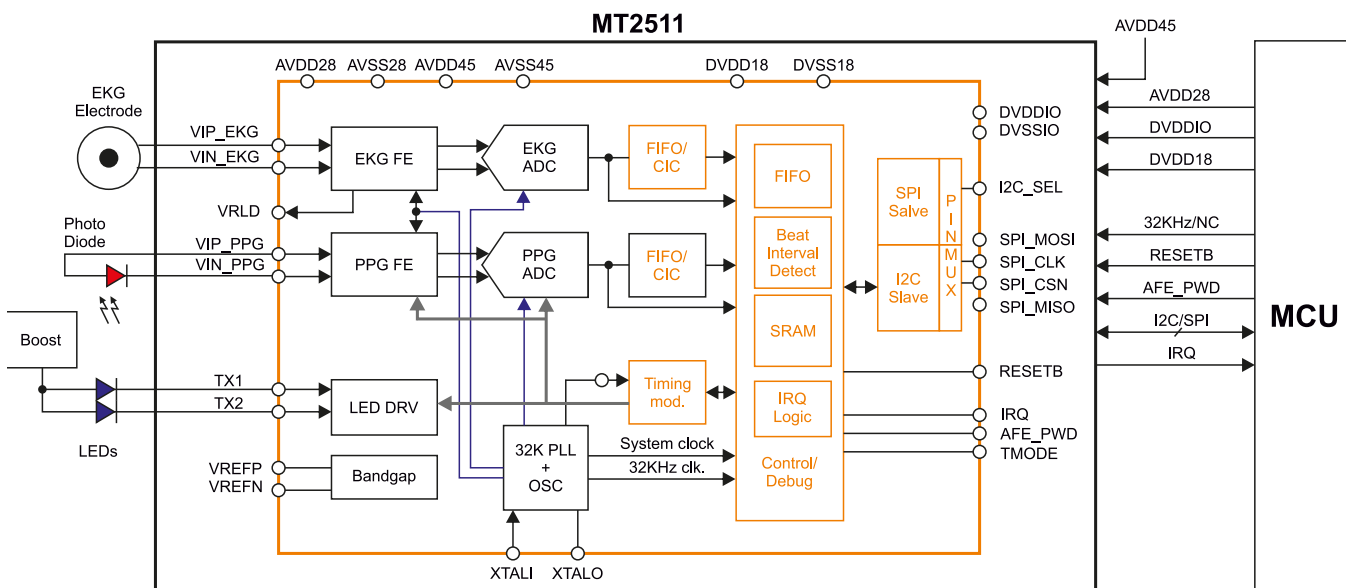 MT2511
AVDD45
AVDD28
AVSS28
AVDD45
AVSS45
DVDD18
DVSS18
EKG
Electrode
VIP_EKG
VIN_EKG
EKG FE
EKG
ADC
FIFO/
CIC
FIFO
SPI
Salve
PIN
MUX
DVDDIO
DVSSIO
I2C_SEL
AVDD28
DVDDIO
DVDD18
VRLD
Photo
Diode
VIP_PPG
VIN_PPG
PPG FE
PPG
ADC
FIFO/
CIC
Beat
Interval
Detect
I2C
Slave
SPI_MOSI
SPI_CLK
SPI_CSN
SPI_MISO
32KHz/NC
RESETB
AFE_PWD
I2C/SPI
IRQ
MCU
Boost
SRAM
TX1
TX2
LEDs
LED DRV
Timing
mod.
IRQ
Logic
RESETB
IRQ
AFE_PWD
TMODE
VREFP
VREFN
Bandgap
32K PLL
+
OSC
System clock
32KHz clk.
Control/
Debug
XTALI
XTALO